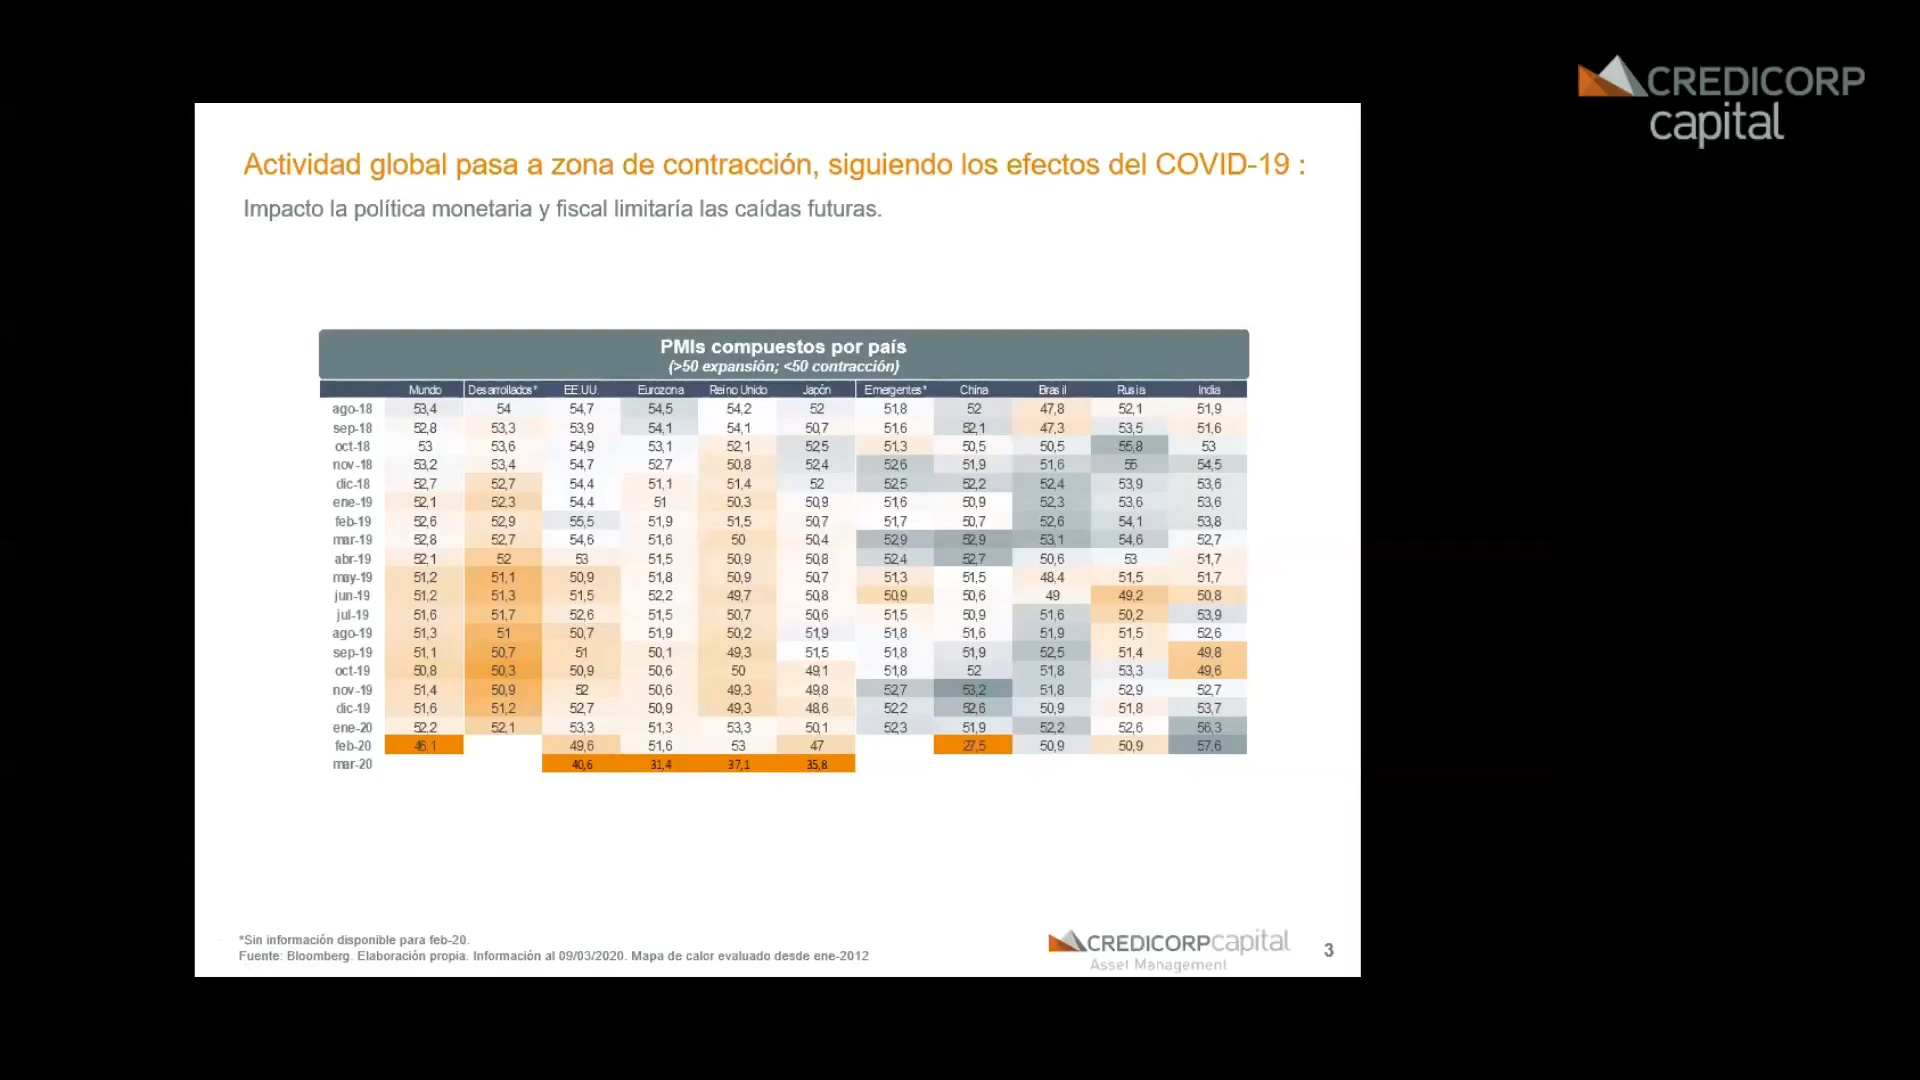 CREDICORP
capital
Actividad global pasa a zona de contracción, siguiendo los efectos del COVID-19 :
Impacto la política monetaria y fiscal limitaría las caídas futuras.
PMIs compuestos por país
(>50 expansión; <50 contracción)
Mundo Desarrollados* EE.UU. Eurozona Reino Unido Japón Emergentes* China Brasil Rusia India
ago-18 53,4 54 54,7 54,5 54,2 52 51,8 52 47,8 52,1 51,9
sep-18 52,8 53,3 53,9 54,1 54,1 50,7 51,6 52,1 47,3 53,5 51,6
oct-18 53 53,6 54,9 53,1 52,1 52,5 51,3 50,5 50,5 55,8 53
nov-18 53,2 53,4 54,7 52,7 50,8 52,4 52,6 51,9 51,6 55 54,5
dic-18 52,7 52,7 54,4 51,1 51,4 52 52,5 52,2 52,4 53,9 53,6
ene-19 52,1 52,3 54,4 51 50,3 50,9 51,6 50,9 52,3 53,6 53,6
feb-19 52,6 52,9 55,5 51,9 51,5 50,7 51,7 50,7 52,6 54,1 53,8
mar-19 52,8 52,7 54,6 51,6 50 50,4 52,9 52,9 53,1 54,6 52,7
abr-19 52,1 52 53 51,5 50,9 50,8 52,4 52,7 50,6 53 51,7
may-19 51,2 51,1 50,9 51,8 50,9 50,7 51,3 51,5 48,4 51,5 51,7
jun-19 51,2 51,3 51,5 52,2 49,7 50,8 50,9 50,6 49 49,2 50,8
jul-19 51,6 51,7 52,6 51,5 50,7 50,6 51,5 50,9 51,6 50,2 53,9
ago-19 51,3 51 50,7 51,9 50,2 51,9 51,8 51,6 51,9 51,5 52,6
sep-19 51,1 50,7 51 50,1 49,3 51,5 51,8 51,9 52,5 51,4 49,8
oct-19 50,8 50,3 50,9 50,6 50 49,1 51,8 52 51,8 53,3 49,6
nov-19 51,4 50,9 52 50,6 49,3 49,8 52,7 53,2 51,8 52,9 52,7
dic-19 51,6 51,2 52,7 50,9 49,3 48,6 52,2 52,6 50,9 51,8 53,7
ene-20 52,2 52,1 53,3 51,3 53,3 50,1 52,3 51,9 52,2 52,6 56,3
feb-20 46,1 49,6 51,6 53 47 27,5 50,9 50,9 57,6
mar-20 40,6 31,4 37,1 35,8
*Sin información disponible para feb-20.
Fuente: Bloomberg. Elaboración propia. Información al 09/03/2020. Mapa de calor evaluado desde ene-2012
CREDICORPcapital
Asset Management
3